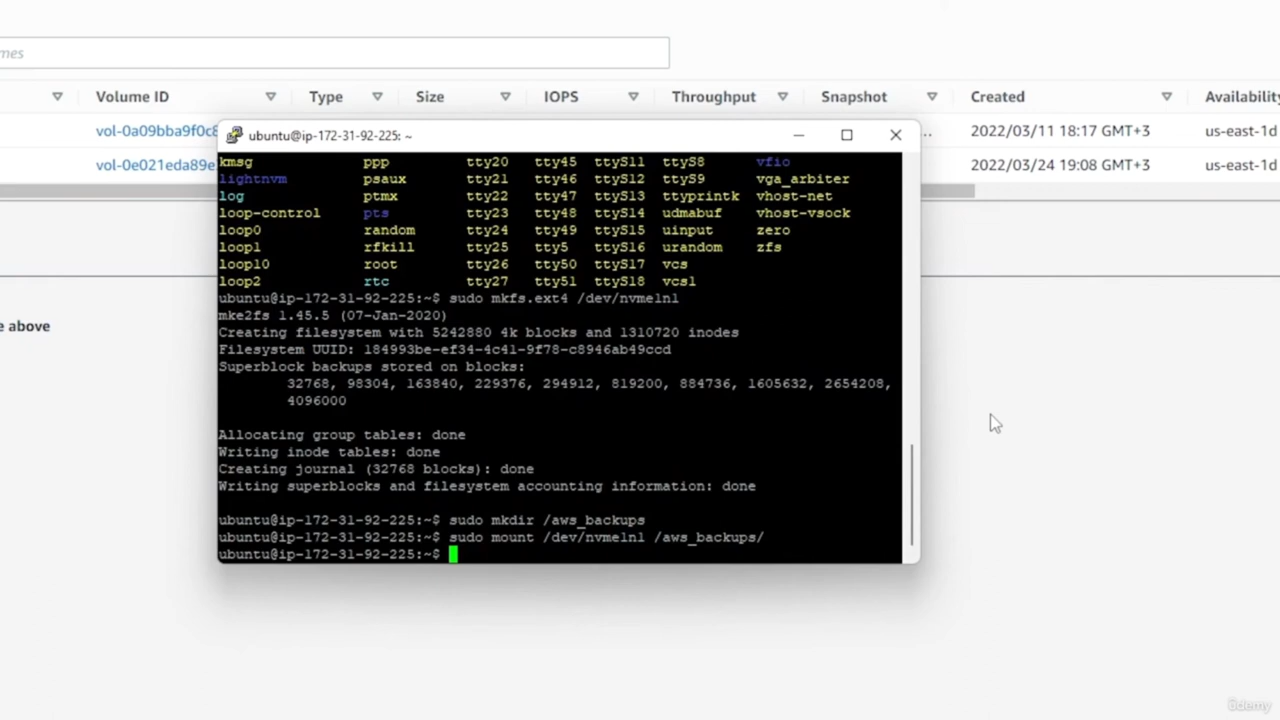 mes
Volume ID Type Size IOPS Throughput Snapshot Created Availability
vol-0a09bba9f0c8 ... 2022/03/11 18:17 GMT+3 us-east-1d
vol-0e021eda89e 2022/03/24 19:08 GMT+3 us-east-1d
e above
ubuntu@ip-172-31-92-225: ~
kmsg ppp tty20 tty45 ttyS11 ttyS8 vfio
lightnvm psaux tty21 tty46 ttyS12 ttyS9 vga_arbiter
log ptmx tty22 tty47 ttyS13 ttyprintk vhost-net
loop-control pts tty23 tty48 ttyS14 udmabuf vhost-vsock
loop0 random tty24 tty49 ttyS15 uinput zero
loop1 rfkill tty25 tty5 ttyS16 urandom zfs
loop10 root tty26 tty50 ttyS17 vcs
loop2 rtc tty27 tty51 ttyS18 vcs1
ubuntu@ip-172-31-92-225:~$ sudo mkfs.ext4 /dev/nvme1n1
mke2fs 1.45.5 (07-Jan-2020)
Creating filesystem with 5242880 4k blocks and 1310720 inodes
Filesystem UUID: 184993be-ef34-4c41-9f78-c8946ab49ccd
Superblock backups stored on blocks:
32768, 98304, 163840, 229376, 294912, 819200, 884736, 1605632, 2654208,
4096000
Allocating group tables: done
Writing inode tables: done
Creating journal (32768 blocks): done
Writing superblocks and filesystem accounting information: done
ubuntu@ip-172-31-92-225:~$ sudo mkdir /aws_backups
ubuntu@ip-172-31-92-225:~$ sudo mount /dev/nvme1n1 /aws_backups/
ubuntu@ip-172-31-92-225:~$
ûdemy